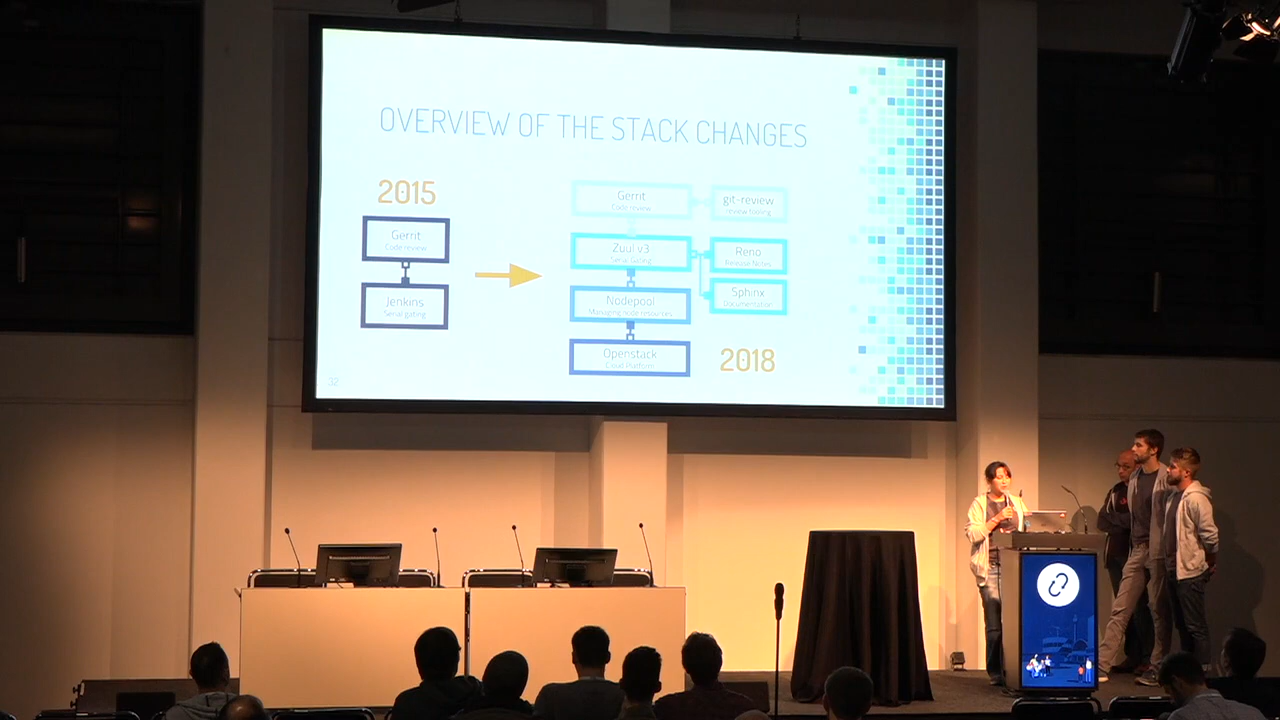 OVERVIEW OF THE STACK CHANGES
2015
Gerrit
Code review
Jenkins
Serial gating
Gerrit
Code review
git-review
review tooling
Zuul v3
Serial Gating
Reno
Release Notes
Nodepool
Managing node resources
Sphinx
Documentation
Openstack
Cloud Platform
2018
32